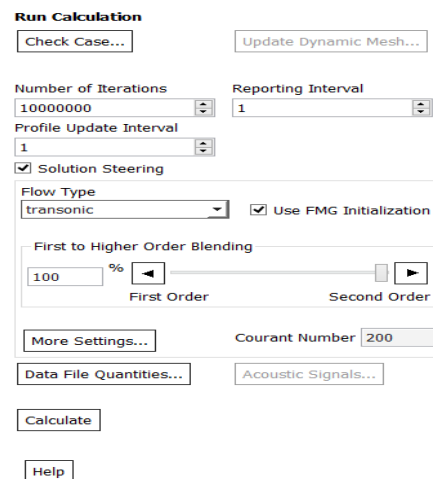 Run Calculation
Check Case... Update Dynamic Mesh...
Number of Iterations Reporting Interval
10000000 1
Profile Update Interval
1
Solution Steering
Flow Type
transonic Use FMG Initialization
First to Higher Order Blending
100 %
First Order Second Order
More Settings... Courant Number 200
Data File Quantities... Acoustic Signals...
Calculate
Help